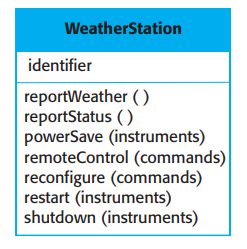 WeatherStation
identifier
reportWeather ( )
reportStatus ( )
powerSave (instruments)
remoteControl (commands)
reconfigure (commands)
restart (instruments)
shutdown (instruments)